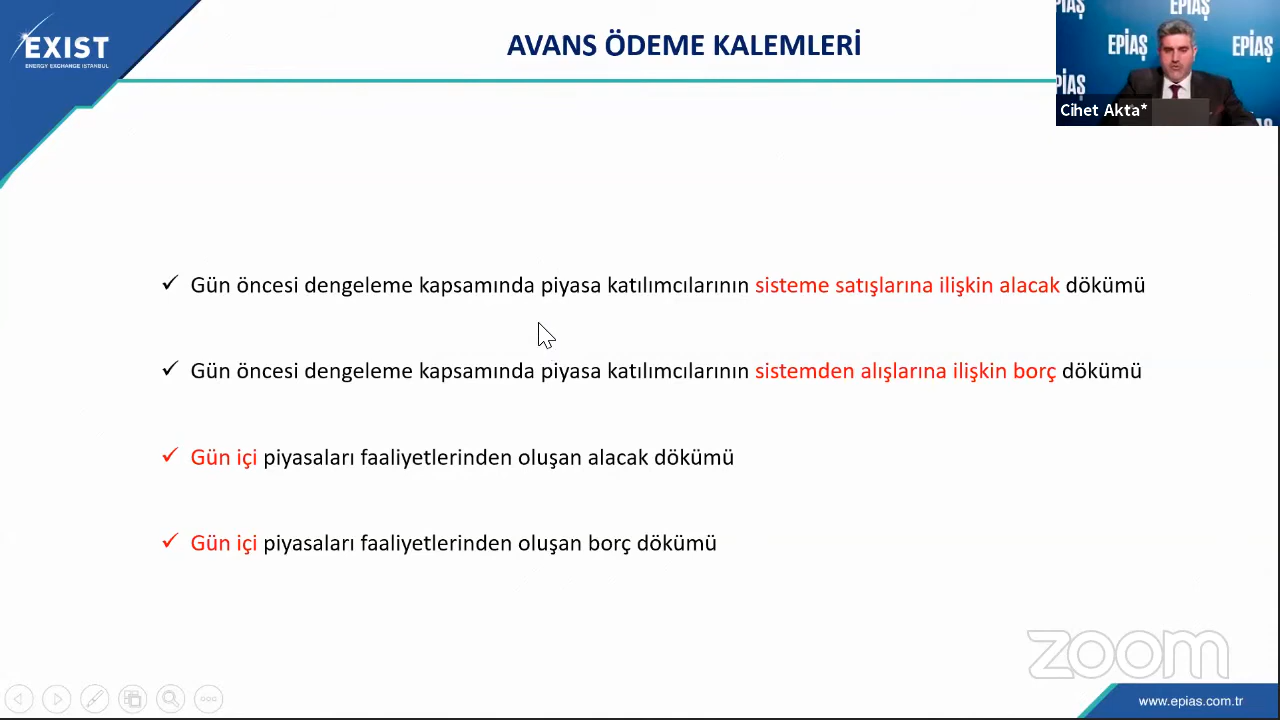 EXIST
ENERGY EXCHANGE ISTANBUL
AVANS ÖDEME KALEMLERİ
EPİAŞ
EPİAŞ
EPİAŞ
Cihet Akta*
Gün öncesi dengeleme kapsamında piyasa katılımcılarının sisteme satışlarına ilişkin alacak dökümü
Gün öncesi dengeleme kapsamında piyasa katılımcılarının sistemden alışlarına ilişkin borç dökümü
Gün içi piyasaları faaliyetlerinden oluşan alacak dökümü
Gün içi piyasaları faaliyetlerinden oluşan borç dökümü
zoom
www.epias.com.tr